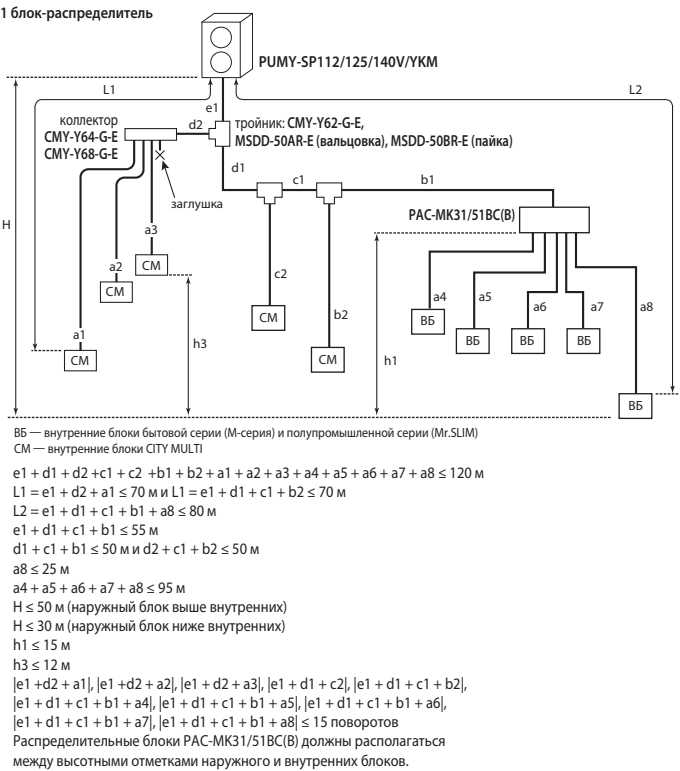 1 блок-распределитель
PUMY-SP112/125/140V/YKM
L1
L2
e1
коллектор
CMY-Y64-G-E
CMY-Y68-G-E
d2
тройник: CMY-Y62-G-E,
MSDD-50AR-E (вальцовка), MSDD-50BR-E (пайка)
d1
c1
b1
заглушка
PAC-MK31/51BC(B)
H
a3
a2
a1
СМ
СМ
СМ
h3
c2
СМ
b2
СМ
h1
a4
a5
a6
a7
a8
ВБ
ВБ
ВБ
ВБ
ВБ
ВБ — внутренние блоки бытовой серии (М-серия) и полупромышленной серии (Mr.SLIM)
СМ — внутренние блоки CITY MULTI
e1 + d1 + d2 +c1 + c2 +b1 + b2 + a1 + a2 + a3 + a4 + a5 + a6 + a7 + a8 ≤ 120 м
L1 = e1 + d2 + a1 ≤ 70 м и L1 = e1 + d1 + c1 + b2 ≤ 70 м
L2 = e1 + d1 + c1 + b1 + a8 ≤ 80 м
e1 + d1 + c1 + b1 ≤ 55 м
d1 + c1 + b1 ≤ 50 м и d2 + c1 + b2 ≤ 50 м
a8 ≤ 25 м
a4 + a5 + a6 + a7 + a8 ≤ 95 м
H ≤ 50 м (наружный блок выше внутренних)
H ≤ 30 м (наружный блок ниже внутренних)
h1 ≤ 15 м
h3 ≤ 12 м
|e1 +d2 + a1|, |e1 +d2 + a2|, |e1 + d2 + a3|, |e1 + d1 + c2|, |e1 + d1 + c1 + b2|,
|e1 + d1 + c1 + b1 + a4|, |e1 + d1 + c1 + b1 + a5|, |e1 + d1 + c1 + b1 + a6|,
|e1 + d1 + c1 + b1 + a7|, |e1 + d1 + c1 + b1 + a8| ≤ 15 поворотов
Распределительные блоки PAC-MK31/51BC(B) должны располагаться
между высотными отметками наружного и внутренних блоков.